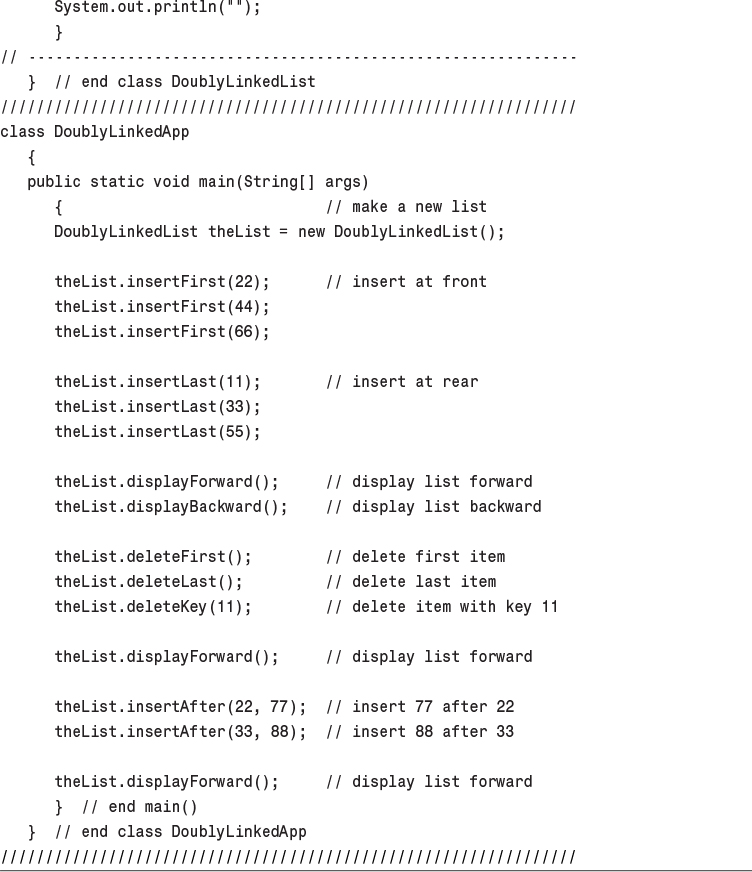 System.out.println("");
}
// -------------------------------------------------------------
} // end class DoublyLinkedList
////////////////////////////////////////////////////////////////
class DoublyLinkedApp
{
public static void main(String[] args)
{ // make a new list
DoublyLinkedList theList = new DoublyLinkedList();
theList.insertFirst(22); // insert at front
theList.insertFirst(44);
theList.insertFirst(66);
theList.insertLast(11); // insert at rear
theList.insertLast(33);
theList.insertLast(55);
theList.displayForward(); // display list forward
theList.displayBackward(); // display list backward
theList.deleteFirst(); // delete first item
theList.deleteLast(); // delete last item
theList.deleteKey(11); // delete item with key 11
theList.displayForward(); // display list forward
theList.insertAfter(22, 77); // insert 77 after 22
theList.insertAfter(33, 88); // insert 88 after 33
theList.displayForward(); // display list forward
} // end main()
} // end class DoublyLinkedApp
////////////////////////////////////////////////////////////////